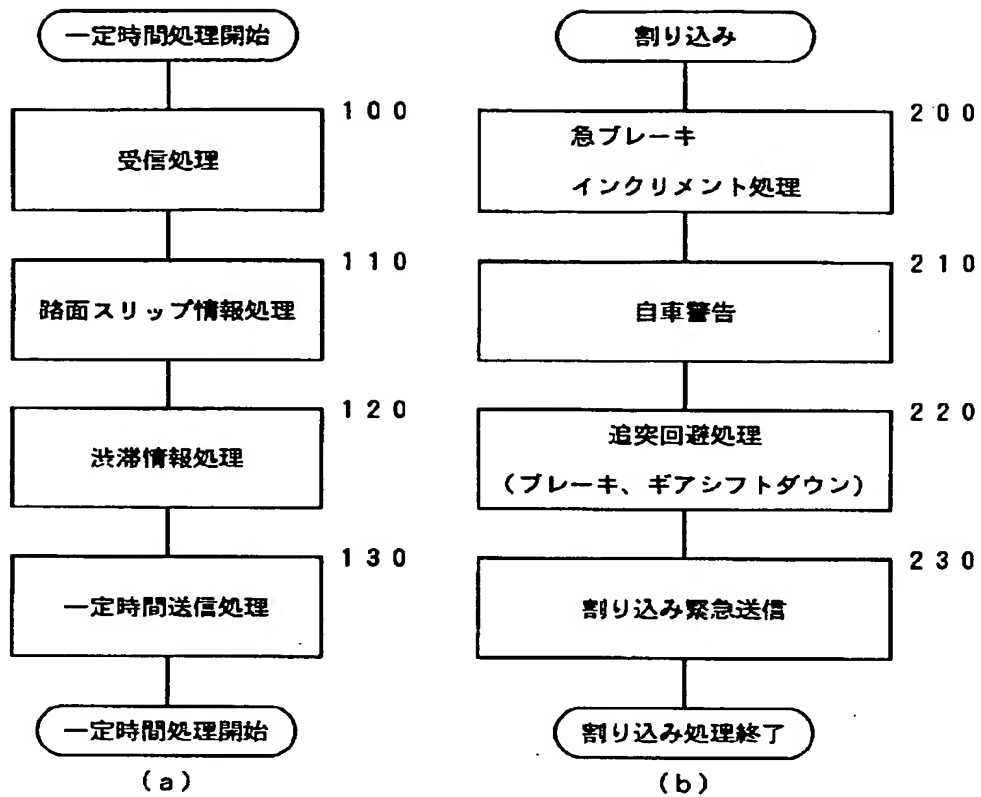 一定時間処理開始
100
受信処理
110
路面スリップ情報処理
120
渋滞情報処理
130
一定時間送信処理
一定時間処理開始
(a)
割り込み
200
急ブレーキ
インクリメント処理
210
自車警告
220
追突回避処理
(ブレーキ、ギアシフトダウン)
230
割り込み緊急送信
割り込み処理終了
(b)